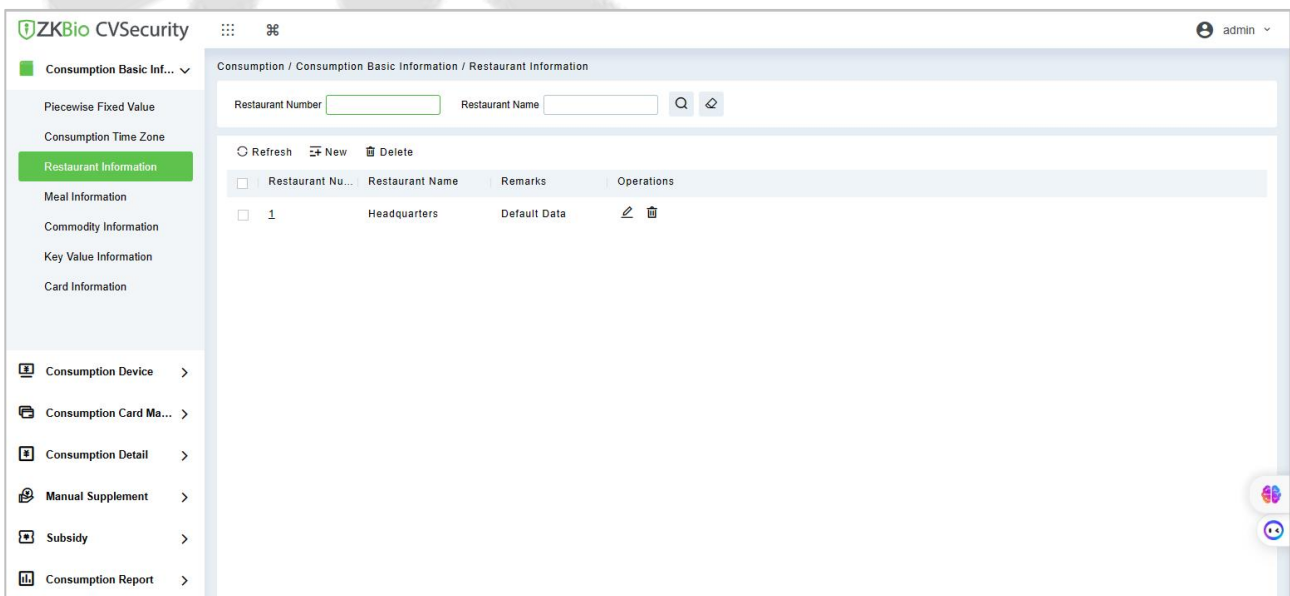 ZKBio CVSecurity
admin
Consumption Basic Inf...
Piecewise Fixed Value
Consumption Time Zone
Restaurant Information
Meal Information
Commodity Information
Key Value Information
Card Information
Consumption Device
Consumption Card Ma...
Consumption Detail
Manual Supplement
Subsidy
Consumption Report
Consumption / Consumption Basic Information / Restaurant Information
Restaurant Number Restaurant Name
Refresh New Delete
Restaurant Nu... Restaurant Name Remarks Operations
1 Headquarters Default Data